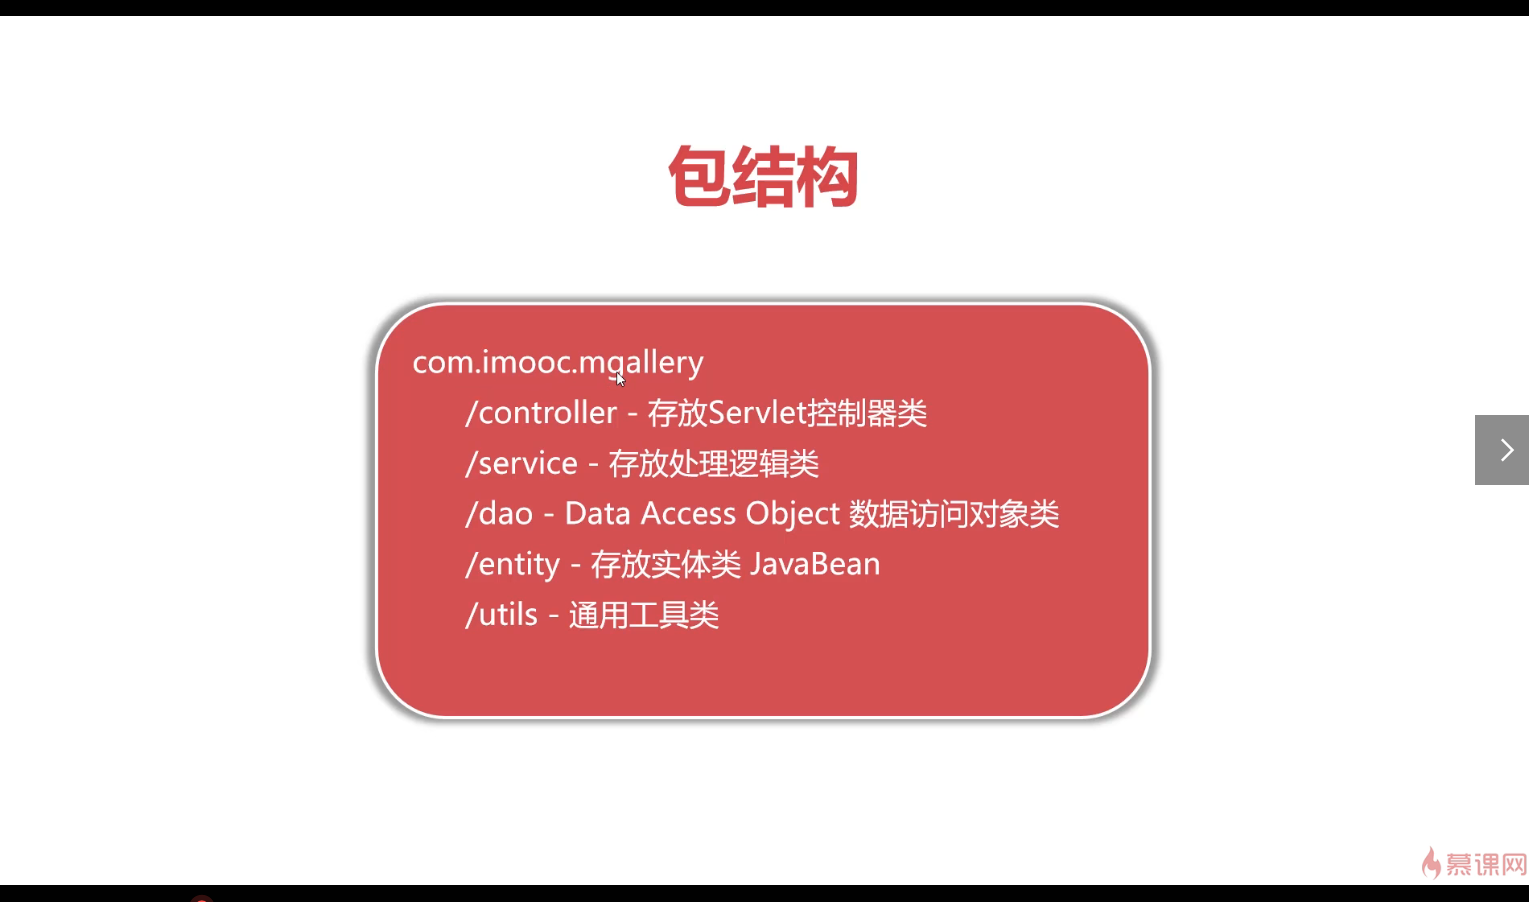 包结构
com.imooc.mgallery
/controller - 存放Servlet控制器类
/service - 存放处理逻辑类
/dao - Data Access Object 数据访问对象类
/entity - 存放实体类 JavaBean
/utils - 通用工具类
慕课网